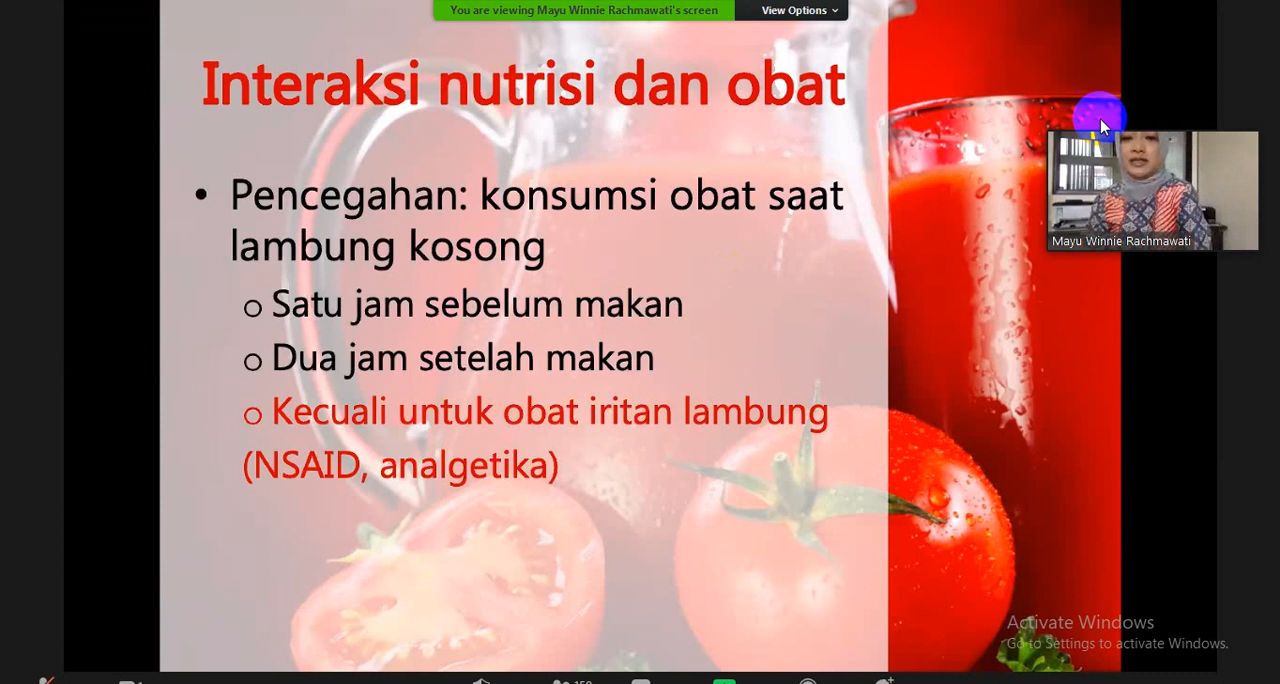 You are viewing Mayu Winnie Rachmawati's screen
View Options
Interaksi nutrisi dan obat
• Pencegahan: konsumsi obat saat
lambung kosong
o Satu jam sebelum makan
o Dua jam setelah makan
o Kecuali untuk obat iritan lambung
(NSAID, analgetika)
Mayu Winnie Rachmawati
Activate Windows
Go to Settings to activate Windows.